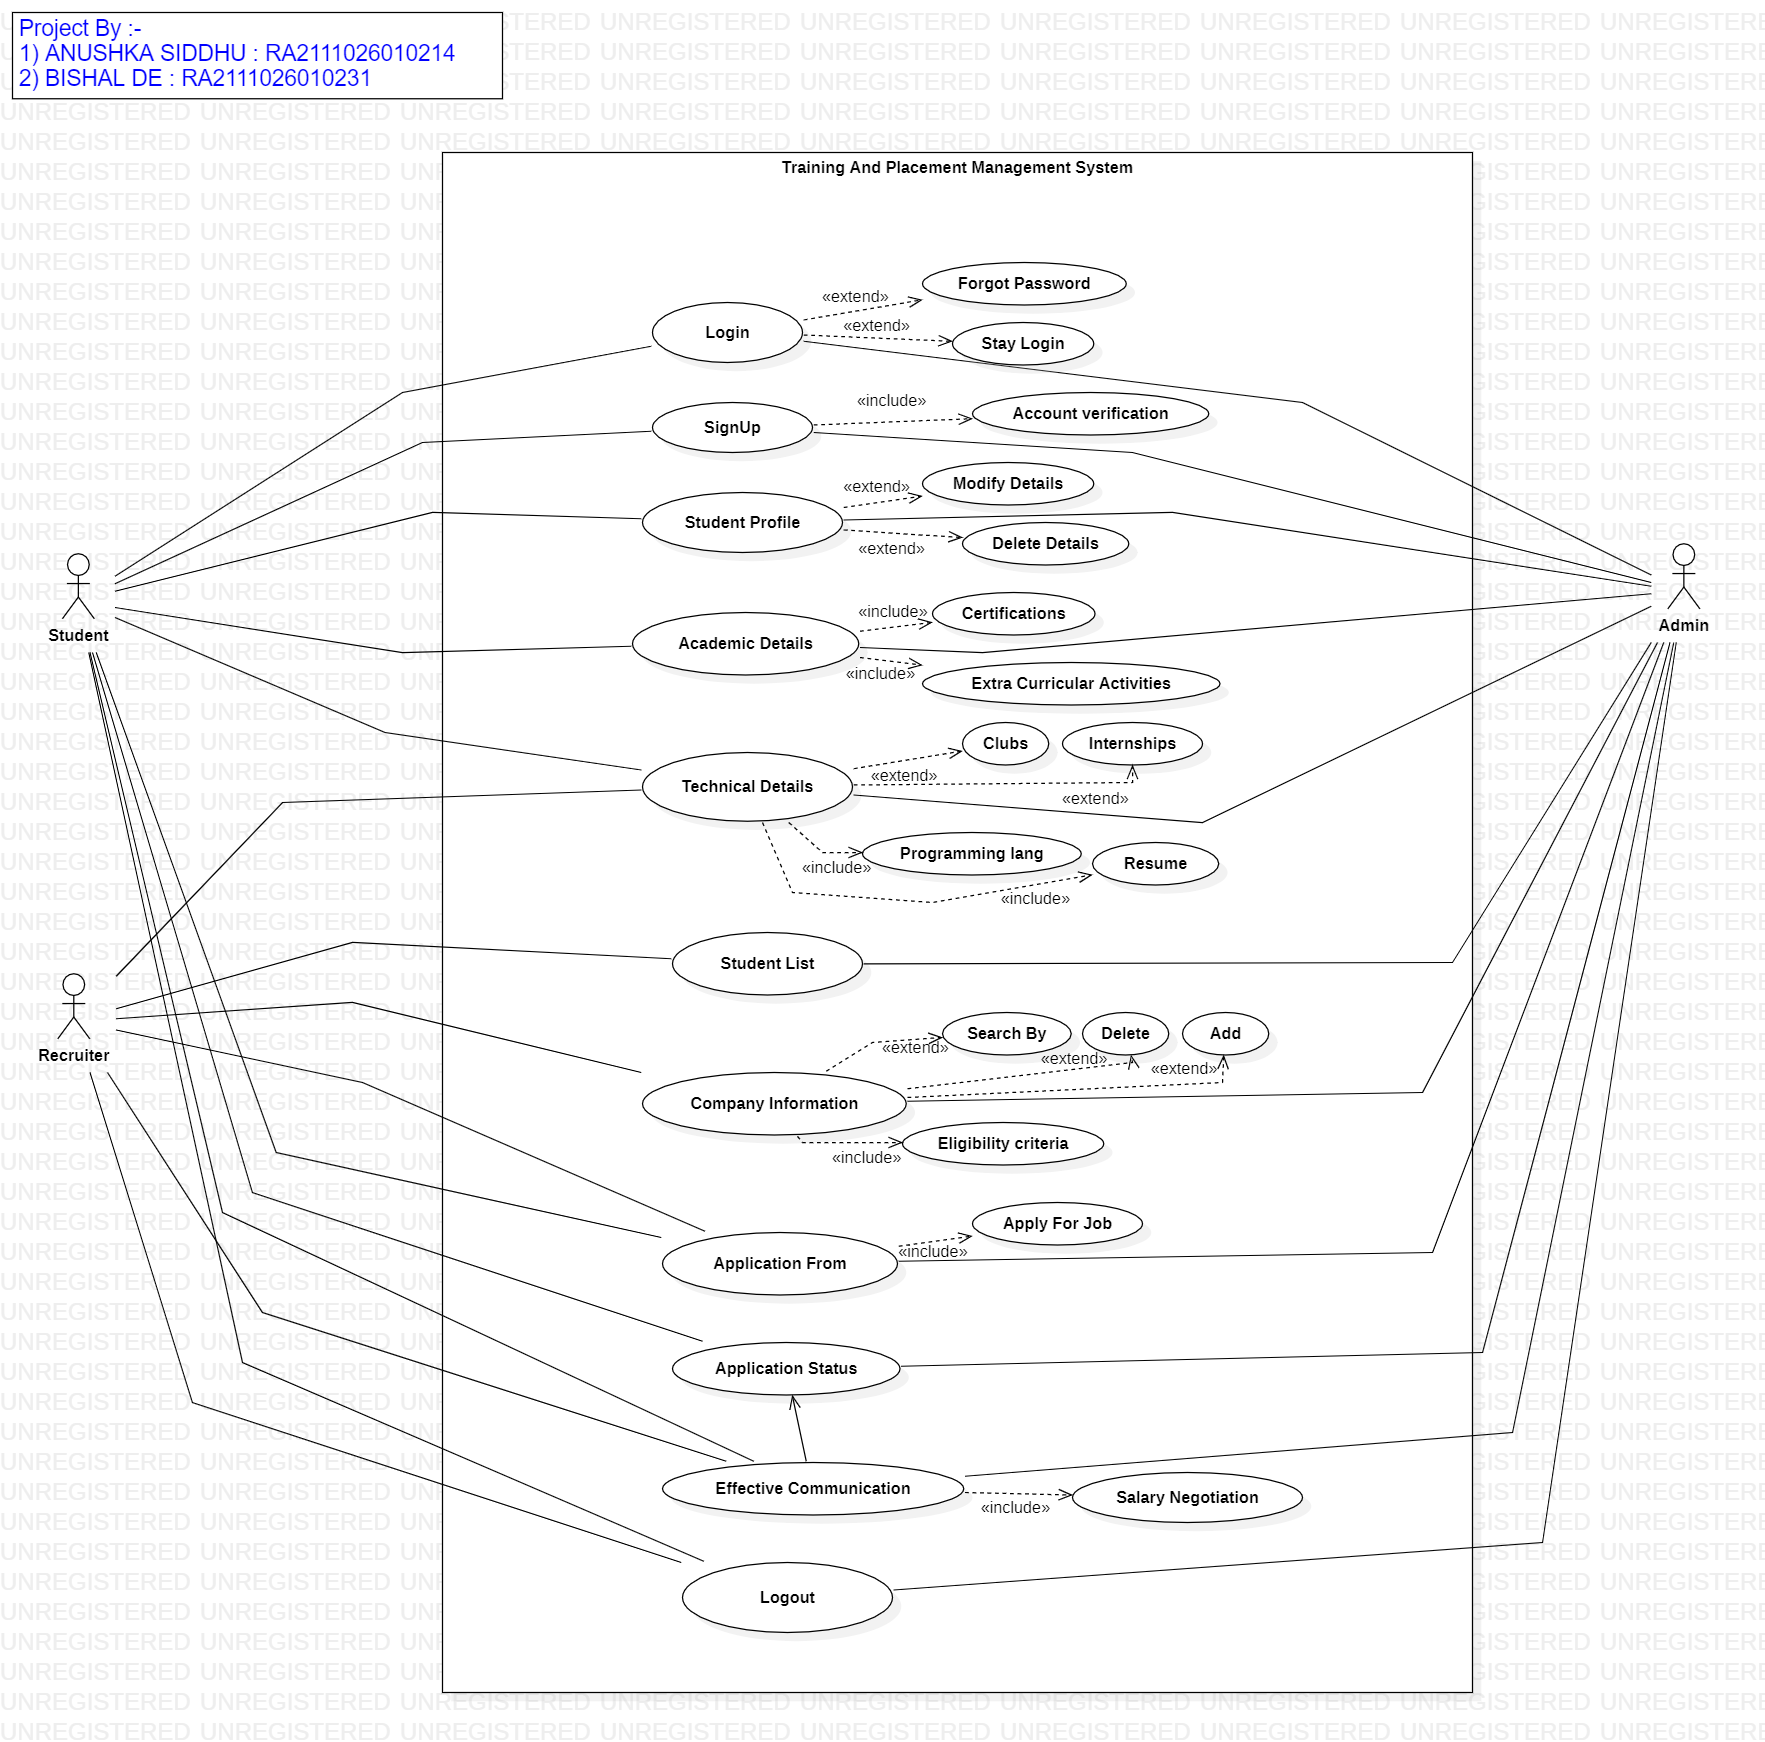 Project By :-
1) ANUSHKA SIDDHU : RA2111026010214
2) BISHAL DE : RA2111026010231
Training And Placement Management System
Forgot Password
«extend»
Login
«extend»
Stay Login
«include»
Account verification
SignUp
«extend»
Modify Details
Student Profile
«extend»
Delete Details
Student
Admin
«include»
Certifications
Academic Details
«include»
Extra Curricular Activities
Clubs
Internships
«extend»
Technical Details
«extend»
Programming lang
«include»
Resume
«include»
Student List
Recruiter
Search By
Delete
Add
«extend»
«extend»
«extend»
Company Information
Eligibility criteria
«include»
Apply For Job
«include»
Application From
Application Status
Effective Communication
Salary Negotiation
«include»
Logout
UNREGISTERED